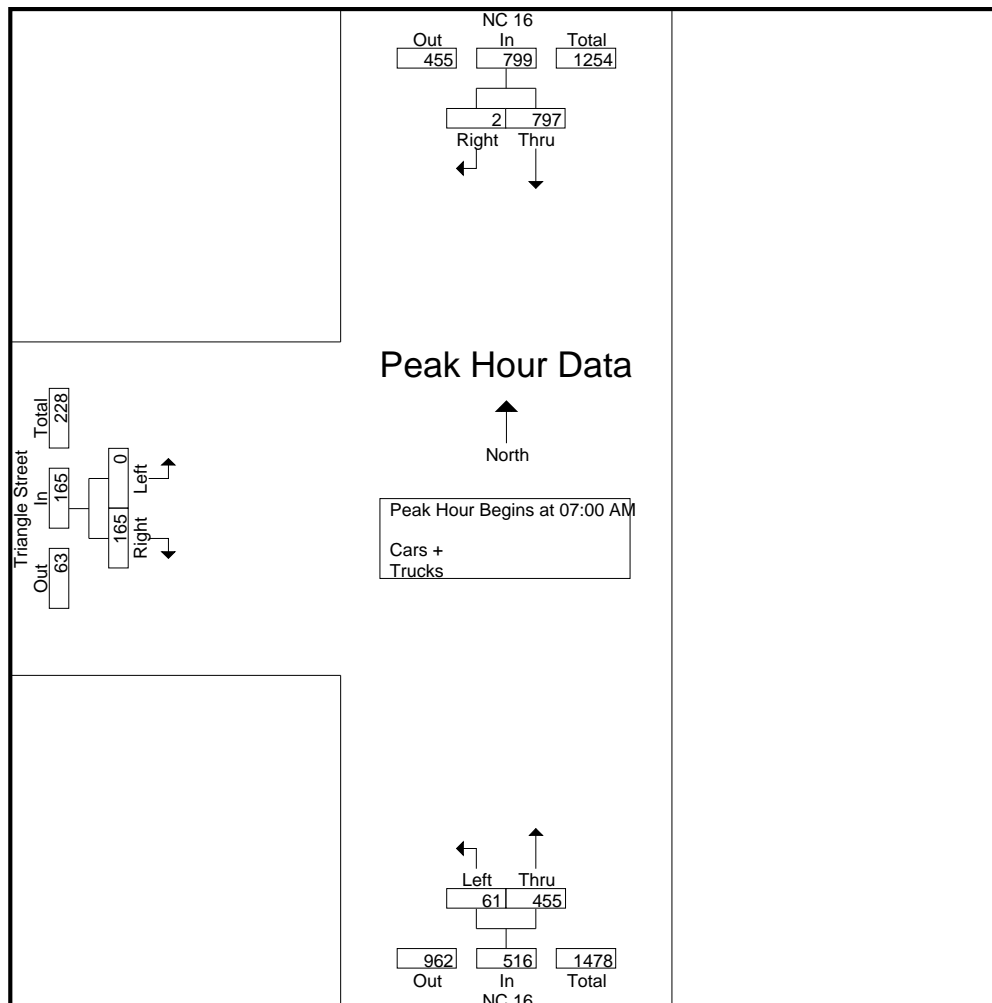 NC 16
Out In Total
455 799 1254
2 797
Right Thru
Peak Hour Data
North
Peak Hour Begins at 07:00 AM
Cars +
Trucks
Triangle Street
Out In Total
63 165 228
Right Left
165 0
Left Thru
61 455
962 516 1478
Out In Total
NC 16